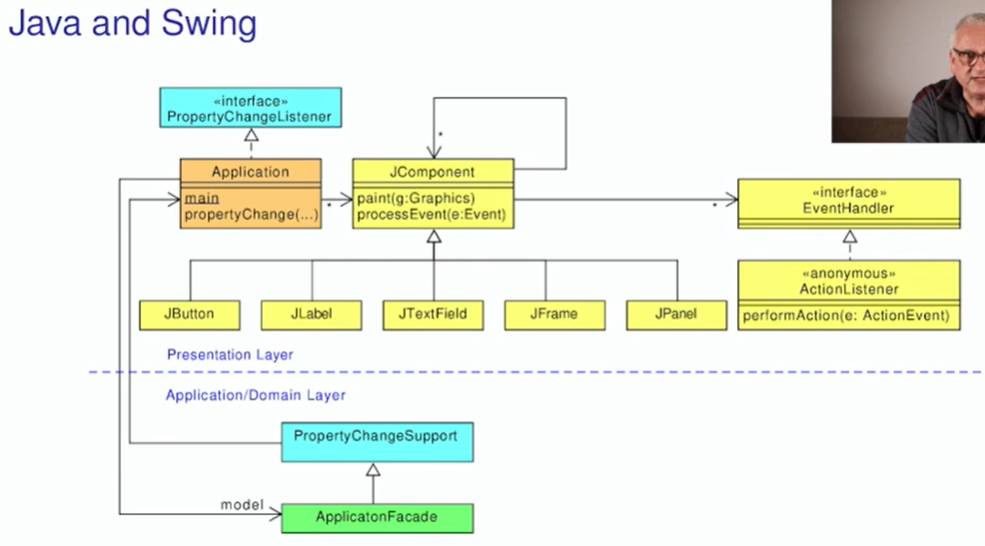 Java and Swing
«interface»
PropertyChangeListener
Application
main
propertyChange(...)
*
JComponent
paint(g:Graphics)
processEvent(e:Event)
*
*
«interface»
EventHandler
«anonymous»
ActionListener
performAction(e: ActionEvent)
JButton
JLabel
JTextField
JFrame
JPanel
Presentation Layer
Application/Domain Layer
PropertyChangeSupport
model
ApplicatonFacade